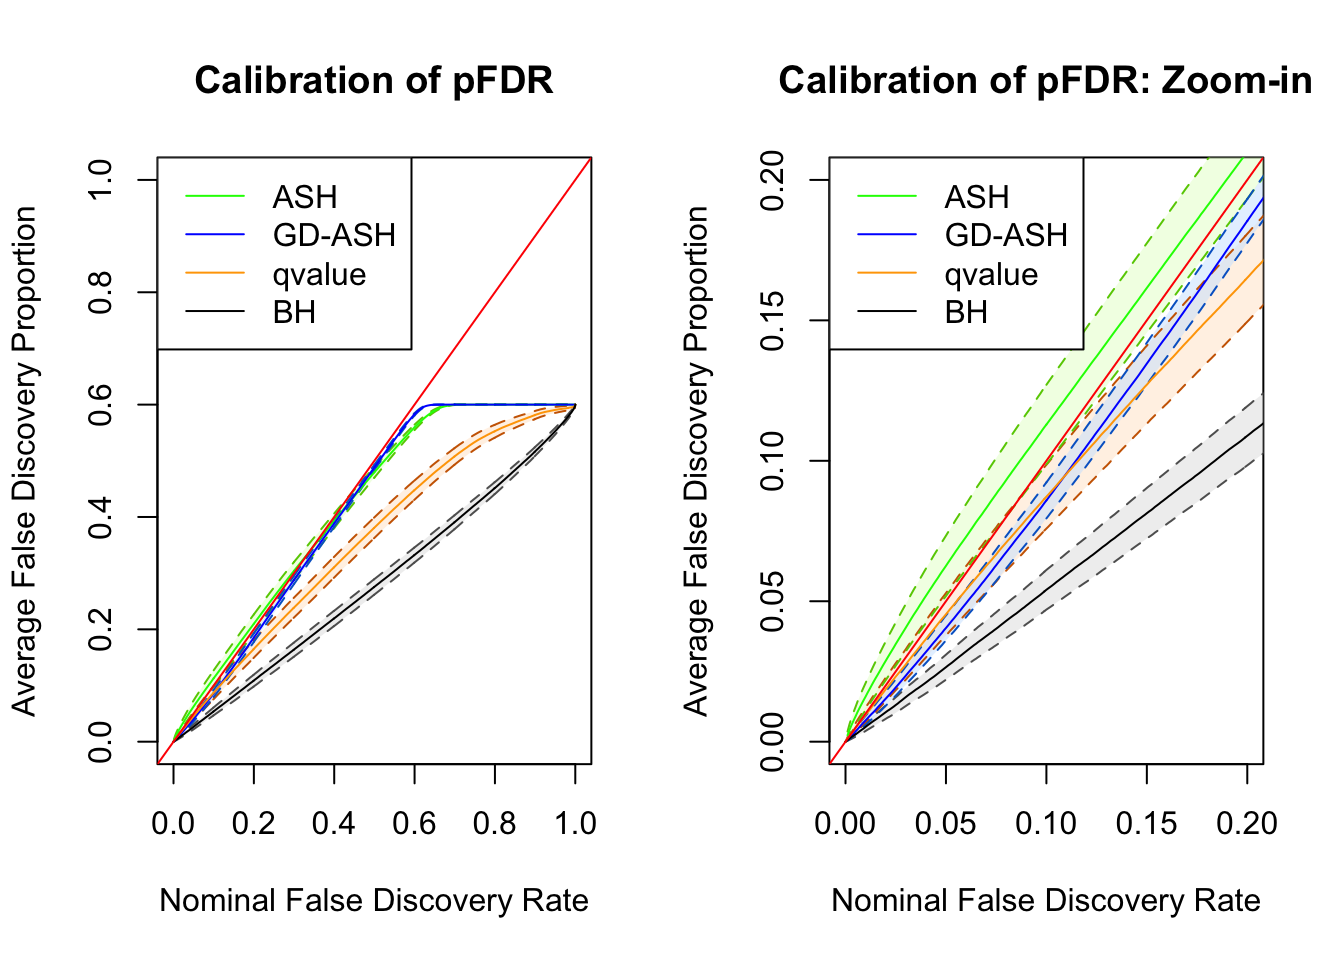 Calibration of pFDR
Average False Discovery Proportion
1.0
0.8
0.6
0.4
0.2
0.0
ASH
GD-ASH
qvalue
BH
0.0 0.2 0.4 0.6 0.8 1.0
Nominal False Discovery Rate
Calibration of pFDR: Zoom-in
Average False Discovery Proportion
0.20
0.15
0.10
0.05
0.00
ASH
GD-ASH
qvalue
BH
0.00 0.05 0.10 0.15 0.20
Nominal False Discovery Rate